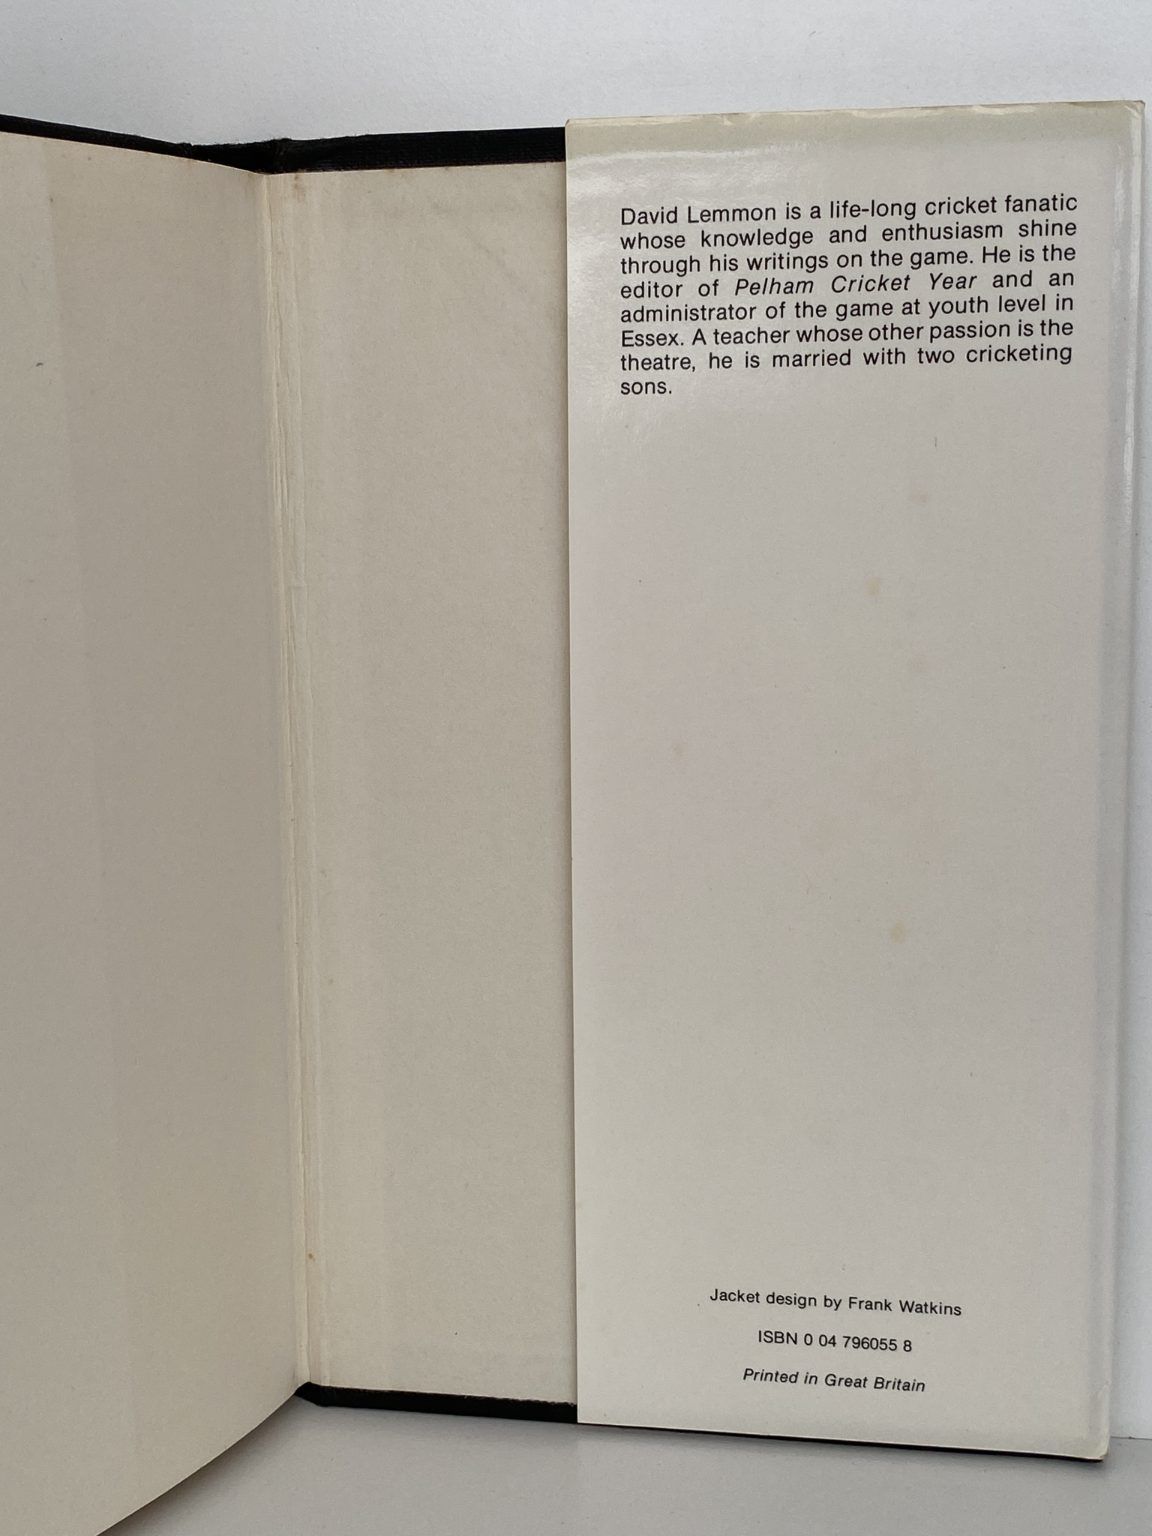 David Lemmon is a life-long cricket fanatic
whose knowledge and enthusiasm shine
through his writings on the game. He is the
editor of Pelham Cricket Year and an
administrator of the game at youth level in
Essex. A teacher whose other passion is the
theatre, he is married with two cricketing
sons.
Jacket design by Frank Watkins
ISBN 0 04 796055 8
Printed in Great Britain